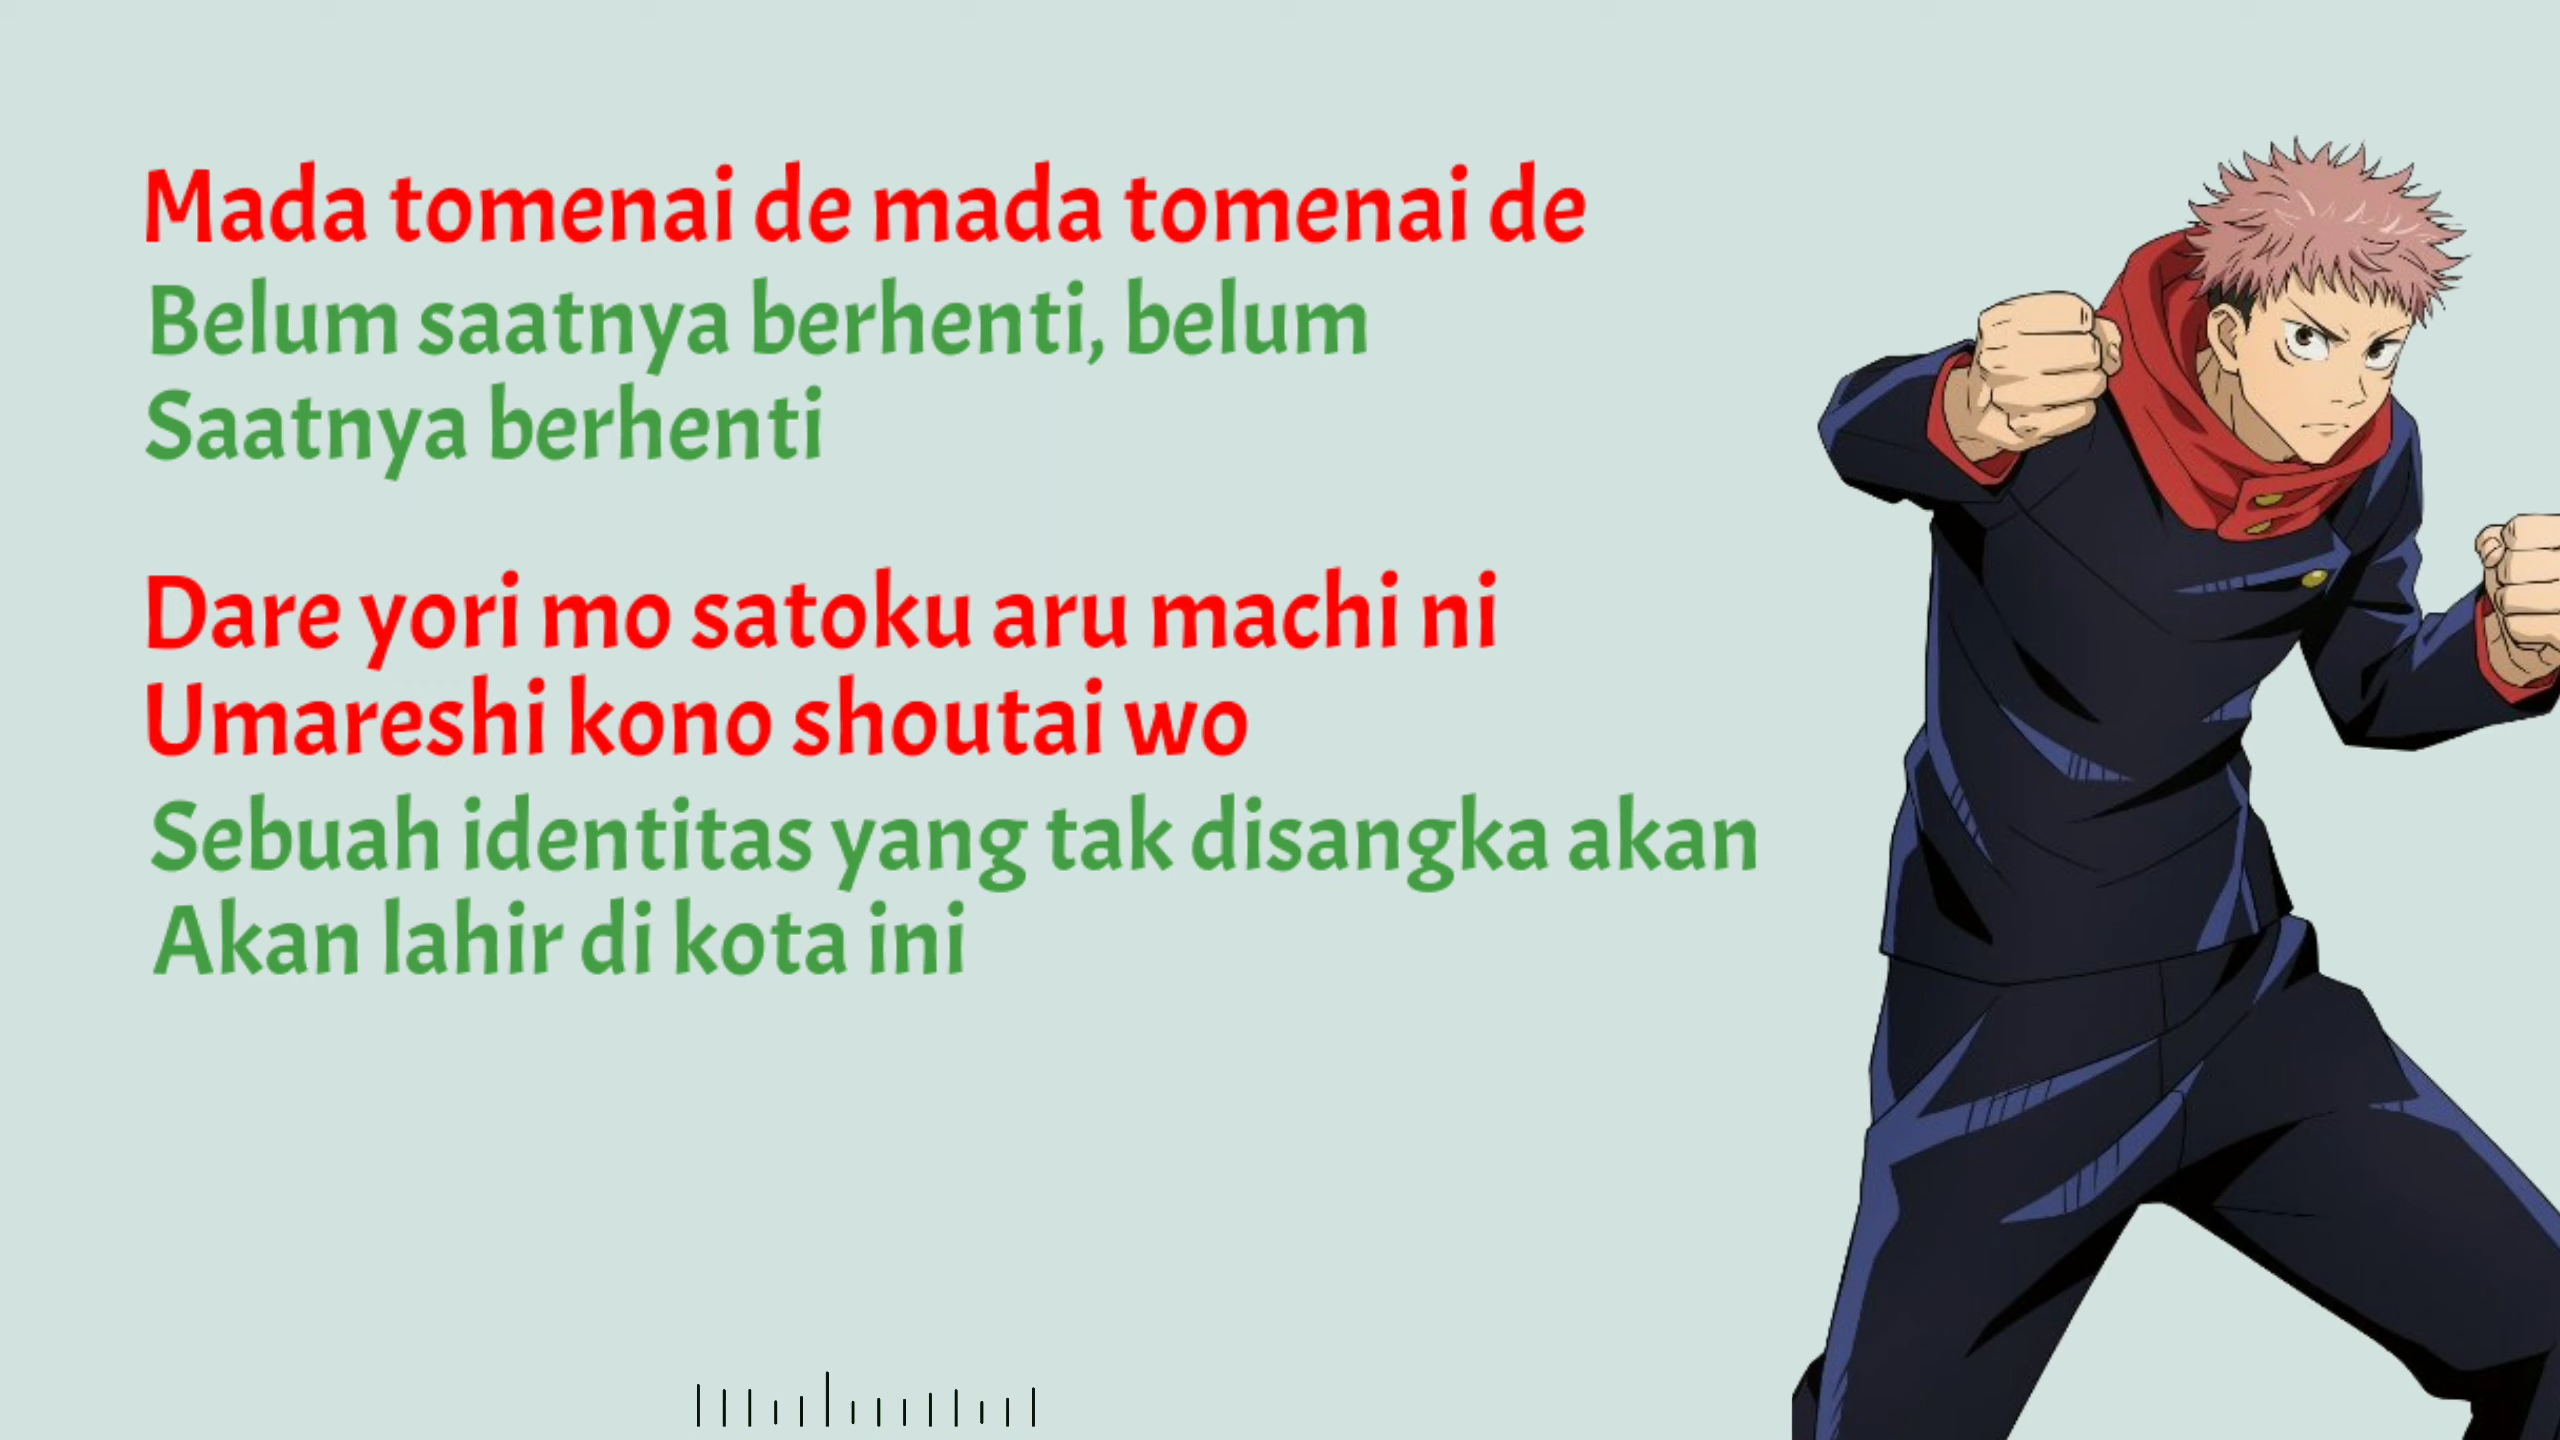 Mada tomenai de mada tomenai de
Belum saatnya berhenti, belum
Saatnya berhenti
Dare yori mo satoku aru machi ni
Umareshi kono shoutai wo
Sebuah identitas yang tak disangka akan
Akan lahir di kota ini